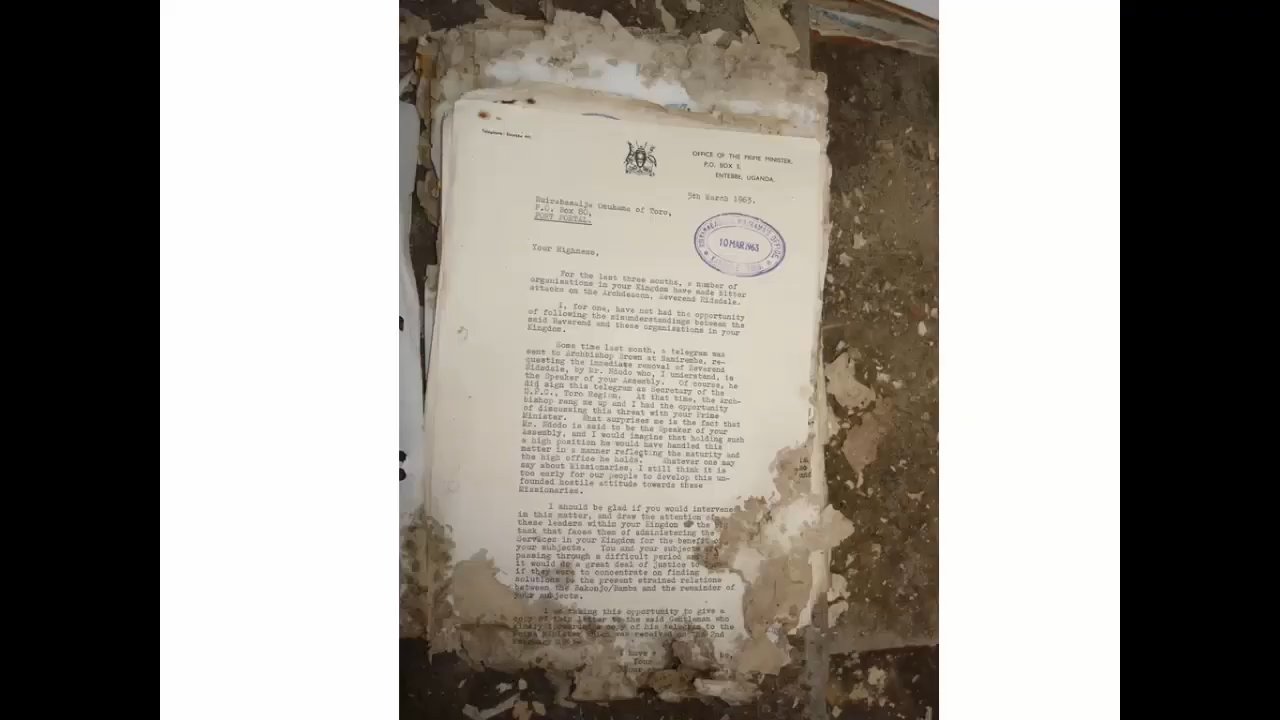 OFFICE OF THE PRIME MINISTER,
P.O. BOX 5,
ENTEBBE, UGANDA.
5th March 1963.
Rukirabasaija Omukama of Toro,
P.O. Box 80,
FORT PORTAL.
10 MAR 1963
Your Highness,
For the last three months, a number of
organisations in your Kingdom have made bitter
attacks on the Archdeacon, Reverend Ridsdale.
I, for one, have not had the opportunity
of following the misunderstandings between the
said Reverend and these organisations in your
Kingdom.
Some time last month, a telegram was
sent to Archbishop Brown at Namirembe, re-
questing the immediate removal of Reverend
Ridsdale, by Mr. Ndodo who, I understand, is
the Speaker of your Assembly. Of course, he
did sign this telegram as Secretary of the
U.P.C., Toro Region. At that time, the Arch-
bishop rang me up and I had the opportunity
of discussing this threat with your Prime
Minister. What surprises me is the fact that
Mr. Ndodo is said to be the Speaker of your
Assembly, and I would imagine that holding such
a high position he would have handled this
matter in a manner reflecting the maturity and
the high office he holds. Whatever one may
say about Missionaries, I still think it is
too early for our people to develop this un-
founded hostile attitude towards these
Missionaries.
I should be glad if you would intervene
in this matter, and draw the attention of
these leaders within your Kingdom to the
task that faces them of administering the
Services in your Kingdom for the benefit of
your subjects. You and your subjects are
passing through a difficult period and
it would do a great deal of justice to
if they were to concentrate on finding
solutions to the present strained relations
between the Bakonjo/Bamba and the remainder of
your subjects.
I am taking this opportunity to give a
copy of this letter to the said Gentleman who
kindly a copy of his telegram to the
Prime Minister which was received on the 2nd
I have